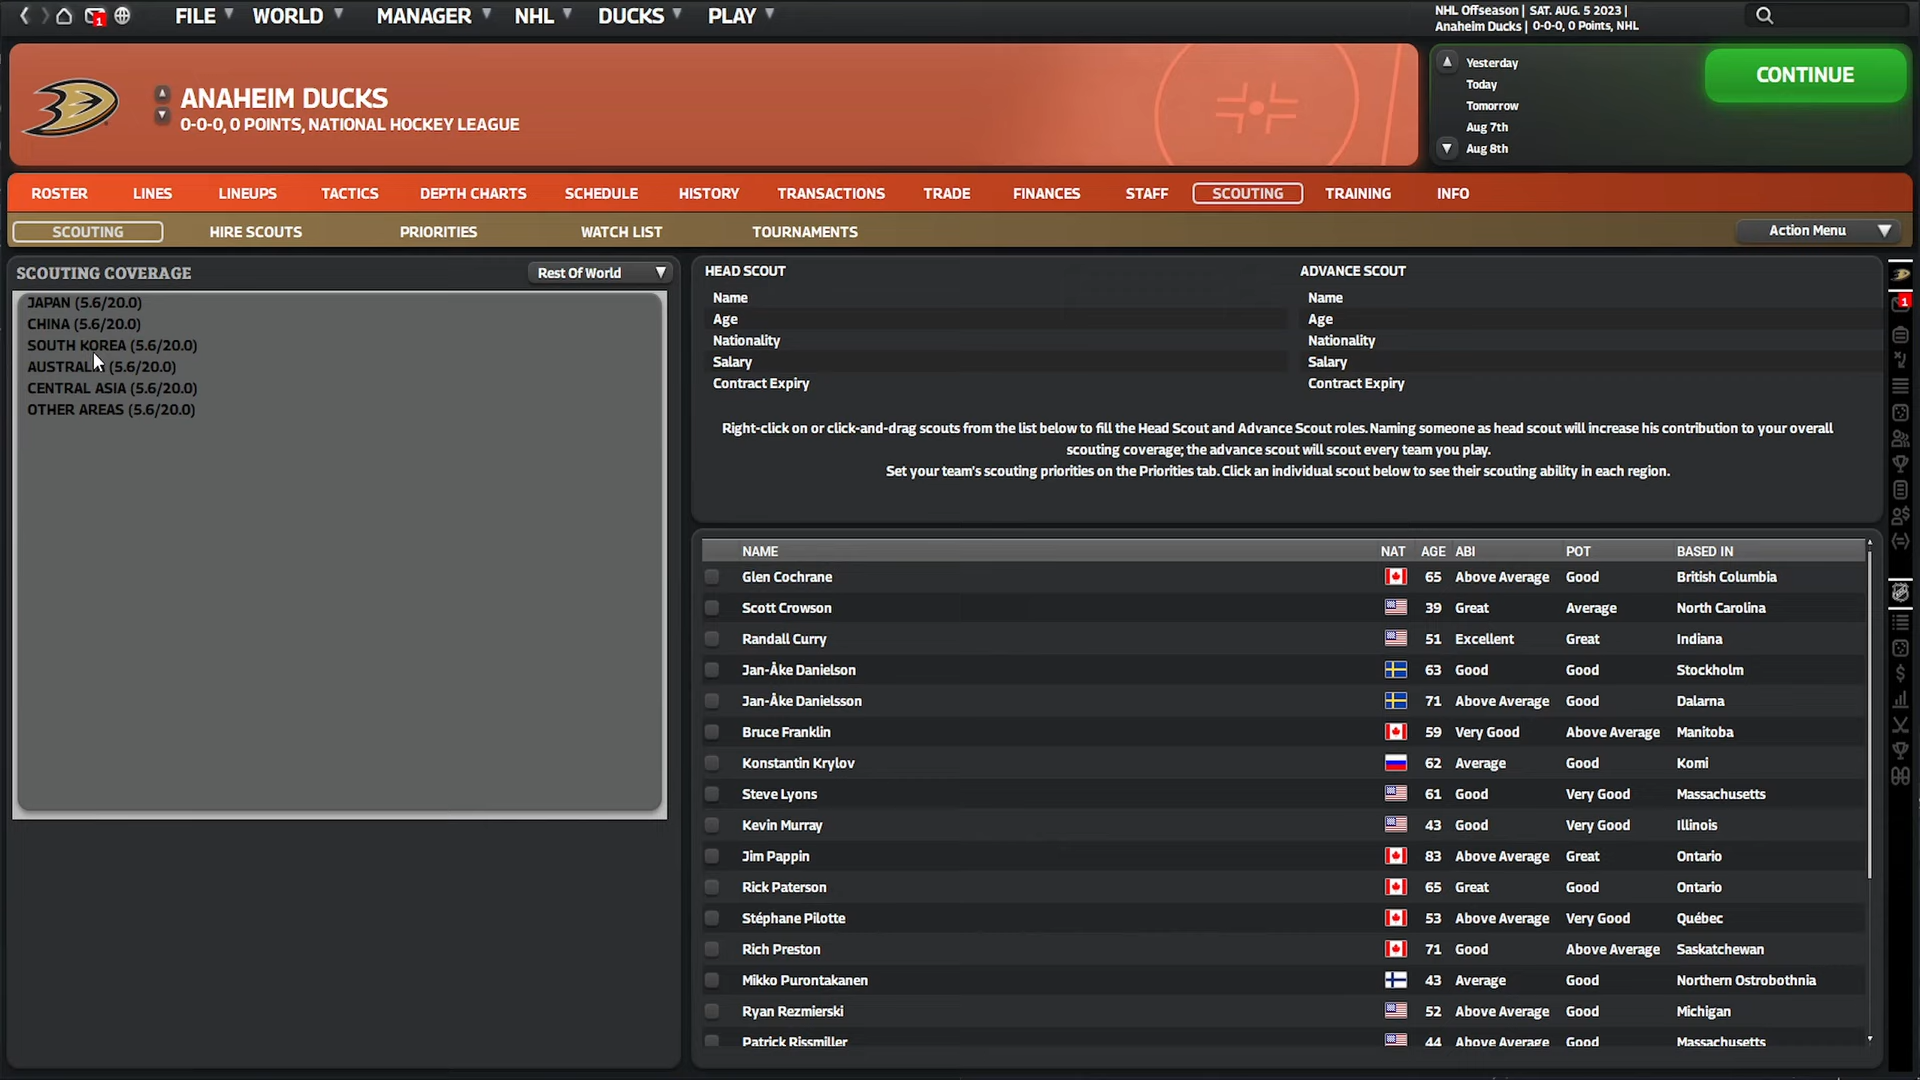 FILE WORLD MANAGER NHL DUCKS PLAY
NHL Offseason | SAT. AUG. 5 2023 |
Anaheim Ducks | 0-0-0, 0 Points, NHL
1
ANAHEIM DUCKS
0-0-0, 0 POINTS, NATIONAL HOCKEY LEAGUE
Yesterday
Today
Tomorrow
Aug 7th
Aug 8th
CONTINUE
ROSTER LINES LINEUPS TACTICS DEPTH CHARTS SCHEDULE HISTORY TRANSACTIONS TRADE FINANCES STAFF SCOUTING TRAINING INFO
SCOUTING HIRE SCOUTS PRIORITIES WATCH LIST TOURNAMENTS Action Menu
SCOUTING COVERAGE Rest Of World
JAPAN (5.6/20.0)
CHINA (5.6/20.0)
SOUTH KOREA (5.6/20.0)
AUSTRALIA (5.6/20.0)
CENTRAL ASIA (5.6/20.0)
OTHER AREAS (5.6/20.0)
HEAD SCOUT
Name
Age
Nationality
Salary
Contract Expiry
ADVANCE SCOUT
Name
Age
Nationality
Salary
Contract Expiry
Right-click on or click-and-drag scouts from the list below to fill the Head Scout and Advance Scout roles. Naming someone as head scout will increase his contribution to your overall
scouting coverage; the advance scout will scout every team you play.
Set your team's scouting priorities on the Priorities tab. Click an individual scout below to see their scouting ability in each region.
NAME NAT AGE ABI POT BASED IN
Glen Cochrane 65 Above Average Good British Columbia
Scott Crowson 39 Great Average North Carolina
Randall Curry 51 Excellent Great Indiana
Jan-Åke Danielson 63 Good Good Stockholm
Jan-Åke Danielsson 71 Above Average Good Dalarna
Bruce Franklin 59 Very Good Above Average Manitoba
Konstantin Krylov 62 Average Good Komi
Steve Lyons 61 Good Very Good Massachusetts
Kevin Murray 43 Good Very Good Illinois
Jim Pappin 83 Above Average Great Ontario
Rick Paterson 65 Great Good Ontario
Stéphane Pilotte 53 Above Average Very Good Québec
Rich Preston 71 Good Above Average Saskatchewan
Mikko Purontakanen 43 Average Good Northern Ostrobothnia
Ryan Rezmierski 52 Above Average Good Michigan
Patrick Rissmiller 44 Above Average Good Massachusetts
1